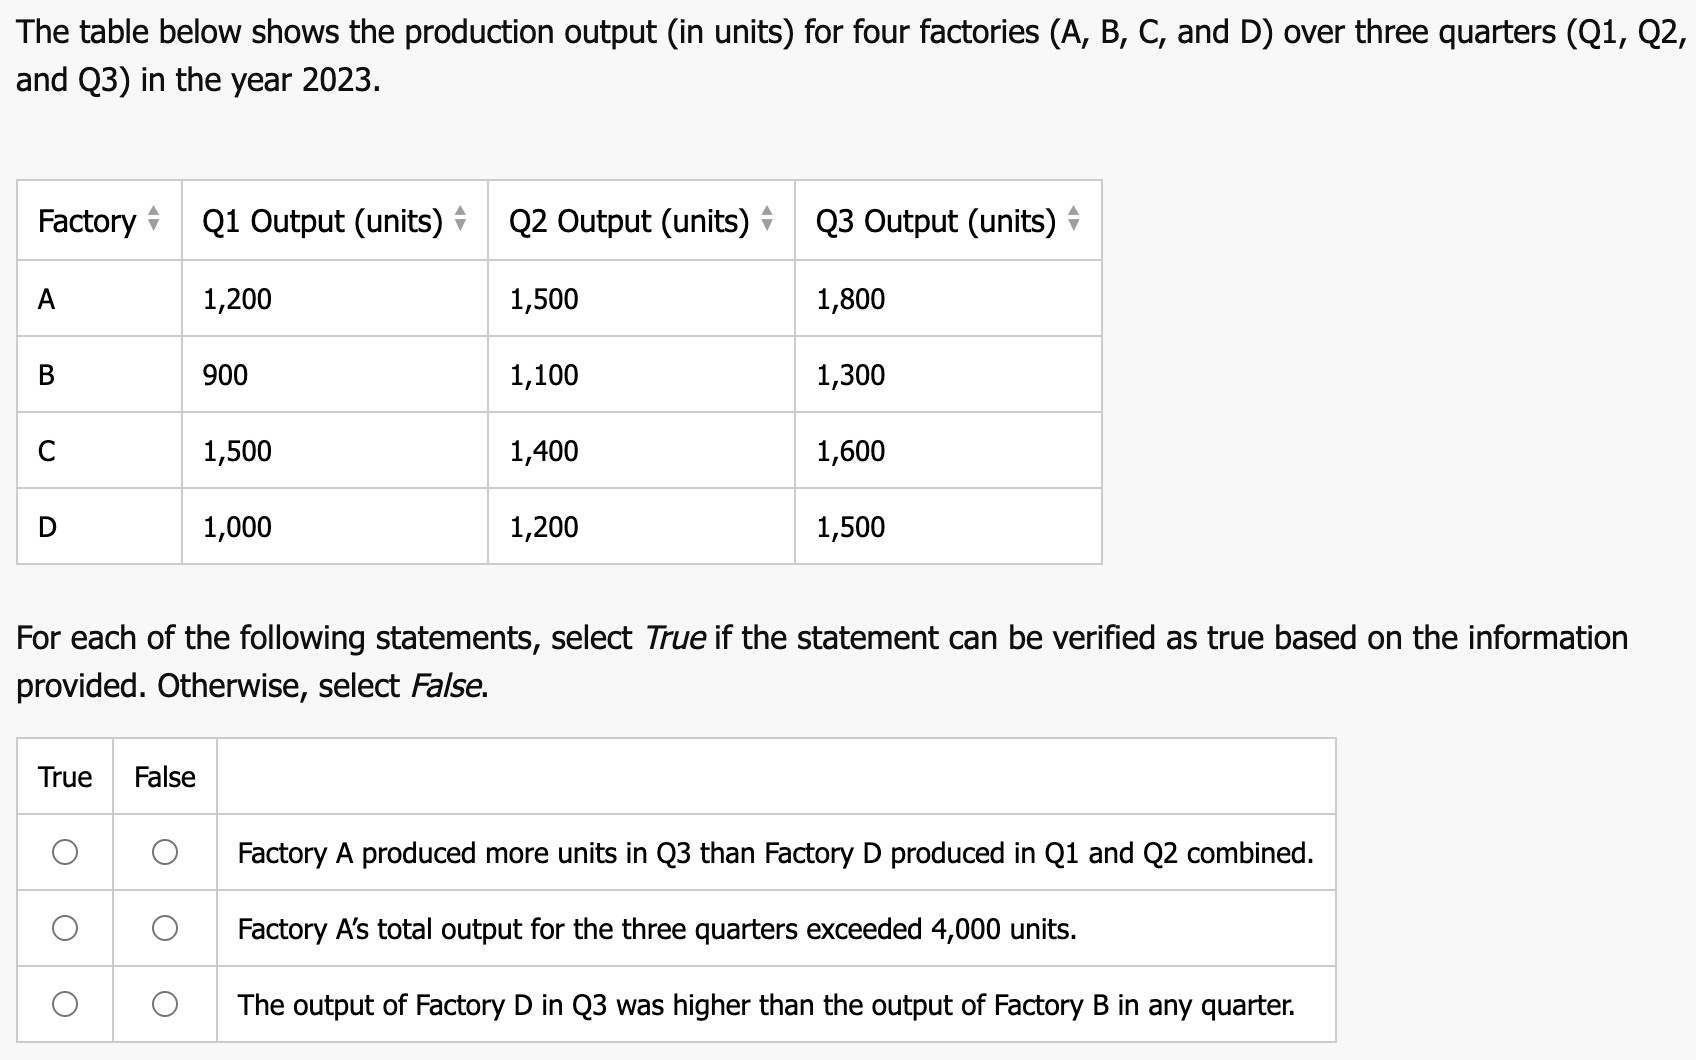 The table below shows the production output (in units) for four factories (A, B, C, and D) over three quarters (Q1, Q2,
and Q3) in the year 2023.
Factory Q1 Output (units) Q2 Output (units) Q3 Output (units)
A 1,200 1,500 1,800
B 900 1,100 1,300
C 1,500 1,400 1,600
D 1,000 1,200 1,500
For each of the following statements, select True if the statement can be verified as true based on the information
provided. Otherwise, select False.
True False
Factory A produced more units in Q3 than Factory D produced in Q1 and Q2 combined.
Factory A’s total output for the three quarters exceeded 4,000 units.
The output of Factory D in Q3 was higher than the output of Factory B in any quarter.